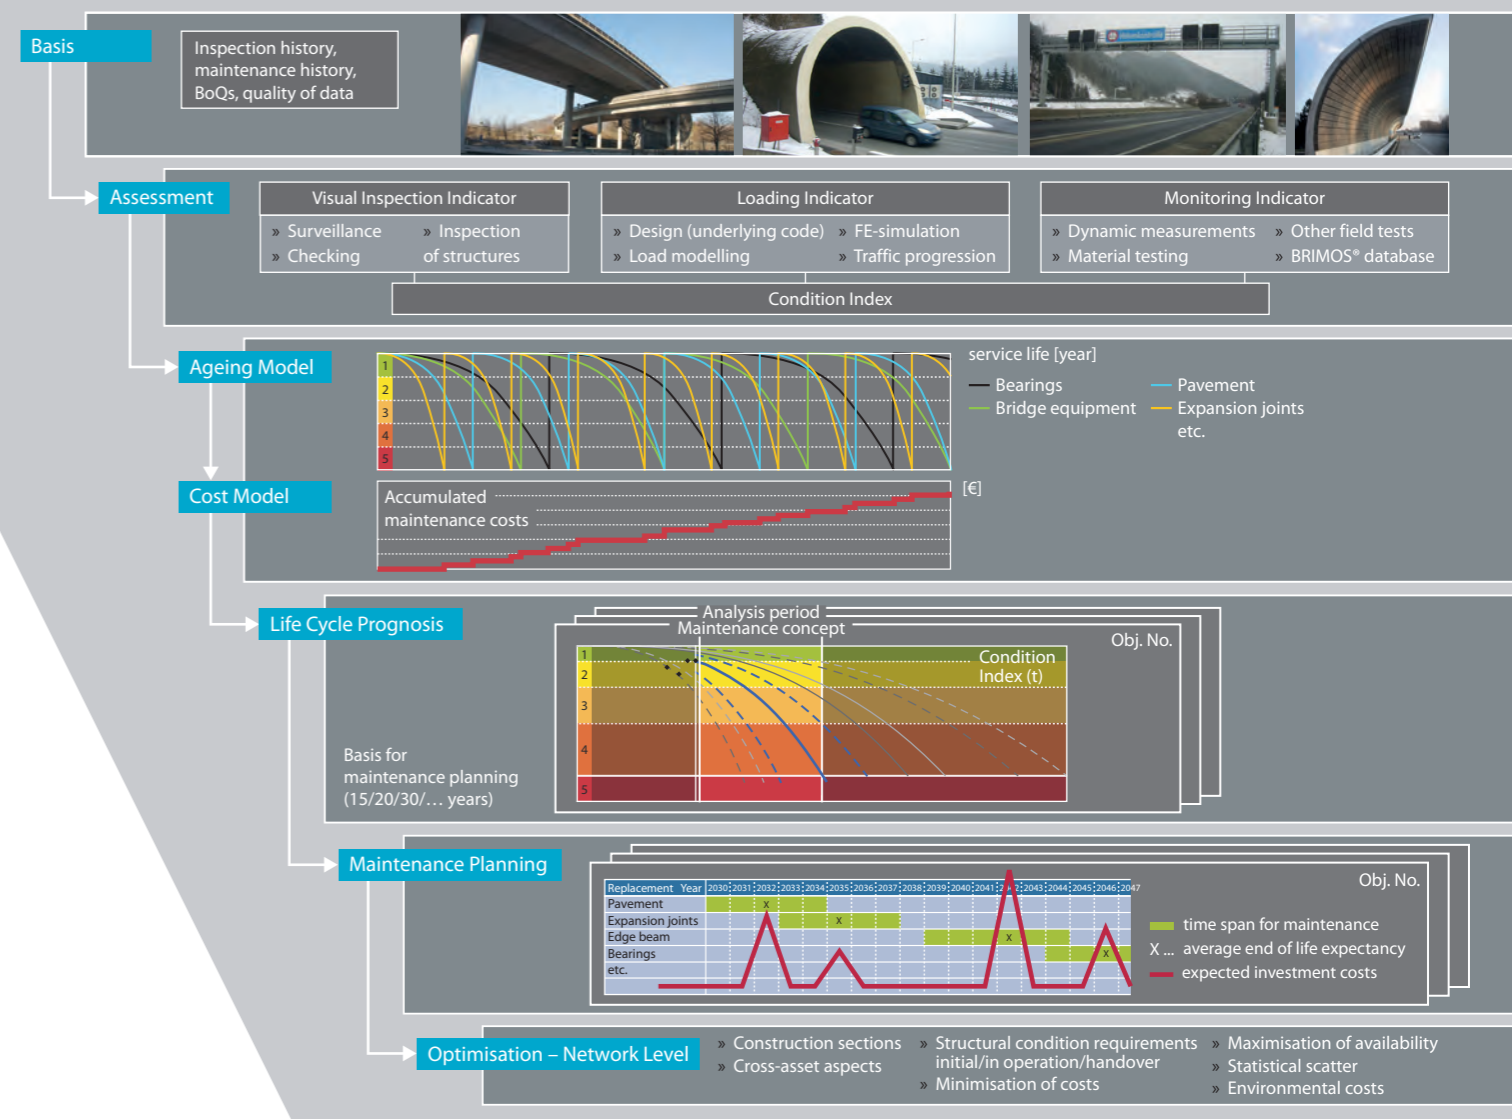 Basis
Inspection history,
maintenance history,
BoQs, quality of data
Assessment
Visual Inspection Indicator
» Surveillance
» Checking
» Inspection
of structures
Loading Indicator
» Design (underlying code)
» Load modelling
» FE-simulation
» Traffic progression
Monitoring Indicator
» Dynamic measurements
» Material testing
» Other field tests
» BRIMOS® database
Condition Index
Ageing Model
1
2
3
4
5
service life [year]
Bearings
Bridge equipment
Pavement
Expansion joints
etc.
Cost Model
Accumulated
maintenance costs
[€]
Life Cycle Prognosis
Basis for
maintenance planning
(15/20/30/… years)
Analysis period
Maintenance concept
Obj. No.
Condition
Index (t)
1
2
3
4
5
Maintenance Planning
Obj. No.
Replacement Year 2030 2031 2032 2033 2034 2035 2036 2037 2038 2039 2040 2041 2043 2044 2045 2046 2047
Pavement X
Expansion joints X
Edge beam X
Bearings X
etc.
time span for maintenance
X ... average end of life expectancy
expected investment costs
Optimisation – Network Level
» Construction sections
» Cross-asset aspects
» Structural condition requirements
initial/in operation/handover
» Minimisation of costs
» Maximisation of availability
» Statistical scatter
» Environmental costs